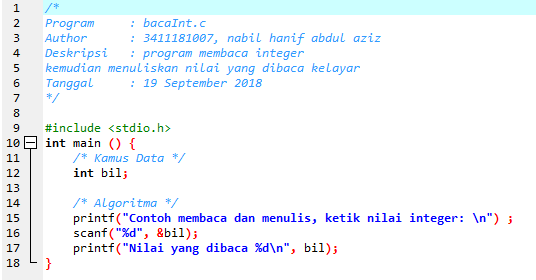 1 /*
2 Program     : bacaInt.c
3 Author      : 3411181007, nabil hanif abdul aziz
4 Deskripsi   : program membaca integer
5 kemudian menuliskan nilai yang dibaca kelayar
6 Tanggal     : 19 September 2018
7 */
8
9 #include <stdio.h>
10 int main () {
11     /* Kamus Data */
12     int bil;
13
14     /* Algoritma */
15     printf("Contoh membaca dan menulis, ketik nilai integer: \n") ;
16     scanf("%d", &bil);
17     printf("Nilai yang dibaca %d\n", bil);
18 }